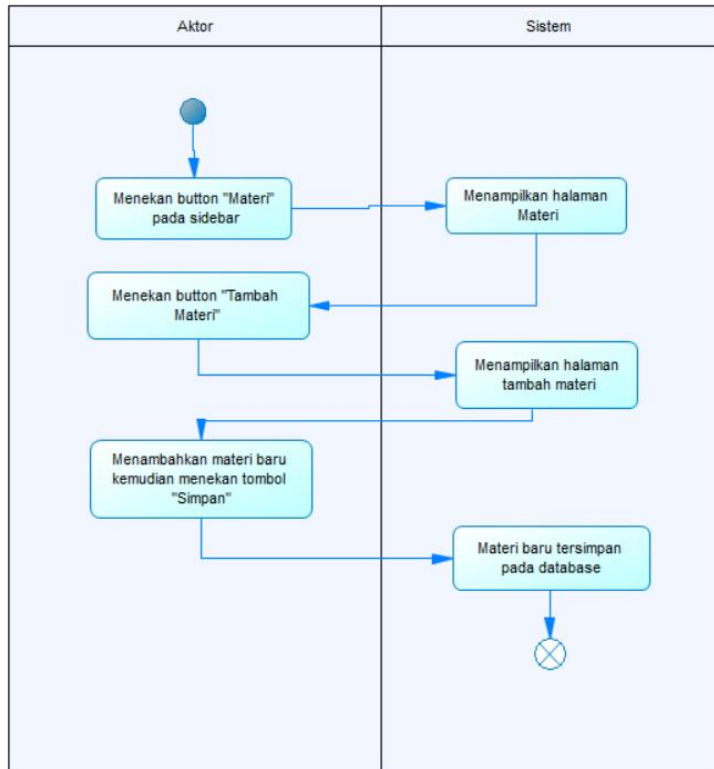 Aktor
Sistem
Menekan button "Materi"
pada sidebar
Menampilkan halaman
Materi
Menekan button "Tambah
Materi"
Menampilkan halaman
tambah materi
Menambahkan materi baru
kemudian menekan tombol
"Simpan"
Materi baru tersimpan
pada database